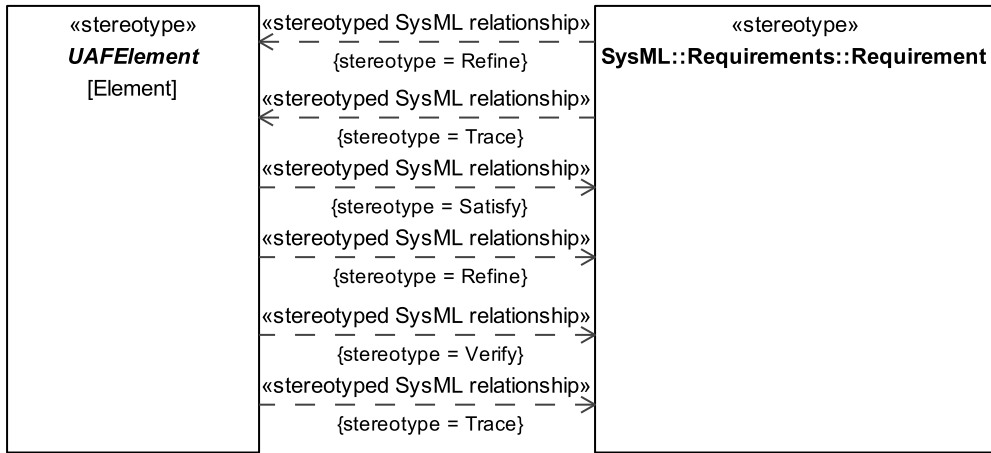 «stereotype»
UAFElement
[Element]
«stereotyped SysML relationship»
{stereotype = Refine}
«stereotyped SysML relationship»
{stereotype = Trace}
«stereotyped SysML relationship»
{stereotype = Satisfy}
«stereotyped SysML relationship»
{stereotype = Refine}
«stereotyped SysML relationship»
{stereotype = Verify}
«stereotyped SysML relationship»
{stereotype = Trace}
«stereotype»
SysML::Requirements::Requirement